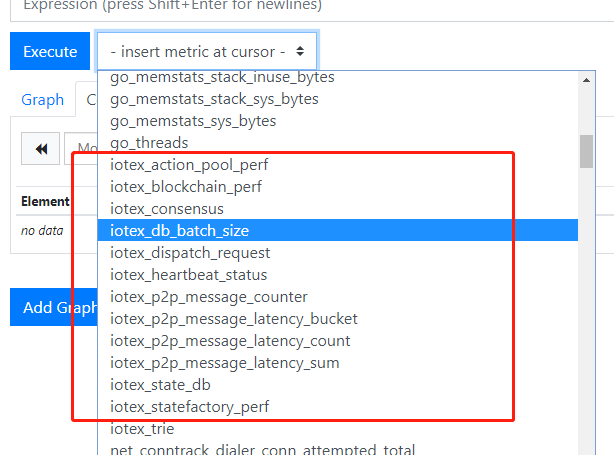 Expression (press Shift+Enter for newlines)
Execute
- insert metric at cursor -
go_memstats_stack_inuse_bytes
Graph
go_memstats_stack_sys_bytes
go_memstats_sys_bytes
go_threads
iotex_action_pool_perf
iotex_blockchain_perf
Element
iotex_consensus
no data
iotex_db_batch_size
iotex_dispatch_request
iotex_heartbeat_status
Add Graph
iotex_p2p_message_counter
iotex_p2p_message_latency_bucket
iotex_p2p_message_latency_count
iotex_p2p_message_latency_sum
iotex_state_db
iotex_statefactory_perf
iotex_trie
net_conntrack_dialer_conn_attempted_total